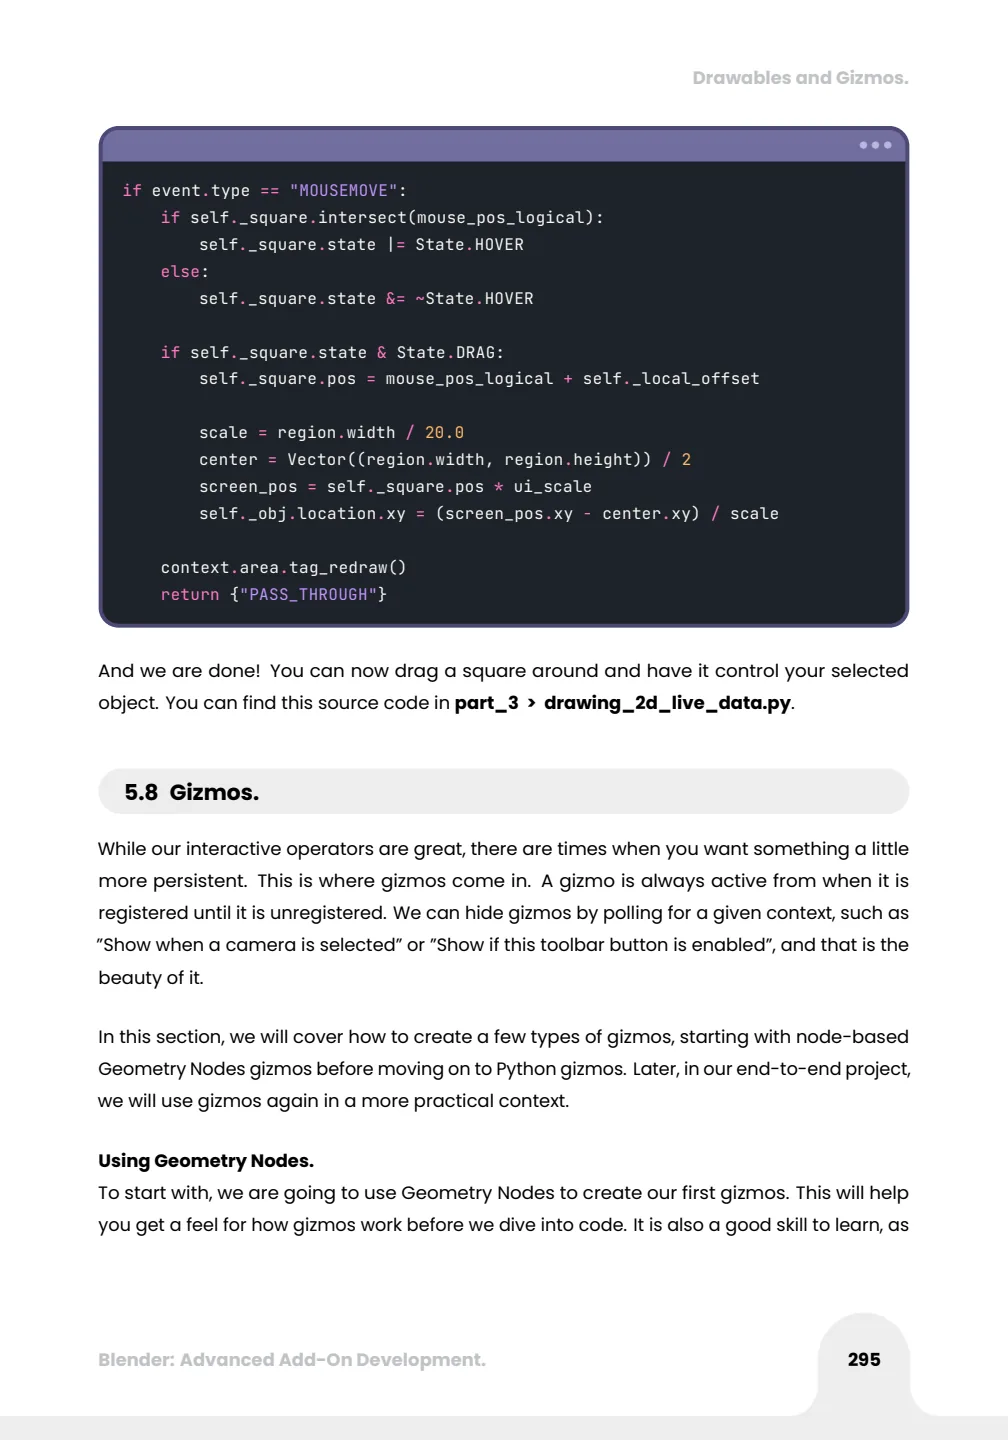 Drawables and Gizmos.
if event.type == "MOUSEMOVE":
    if self._square.intersect(mouse_pos_logical):
        self._square.state |= State.HOVER
    else:
        self._square.state &= ~State.HOVER
    if self._square.state & State.DRAG:
        self._square.pos = mouse_pos_logical + self._local_offset
        scale = region.width / 20.0
        center = Vector((region.width, region.height)) / 2
        screen_pos = self._square.pos * ui_scale
        self._obj.location.xy = (screen_pos.xy - center.xy) / scale
    context.area.tag_redraw()
    return {"PASS_THROUGH"}
And we are done! You can now drag a square around and have it control your selected
object. You can find this source code in part_3 > drawing_2d_live_data.py.
5.8 Gizmos.
While our interactive operators are great, there are times when you want something a little
more persistent. This is where gizmos come in. A gizmo is always active from when it is
registered until it is unregistered. We can hide gizmos by polling for a given context, such as
”Show when a camera is selected” or ”Show if this toolbar button is enabled”, and that is the
beauty of it.
In this section, we will cover how to create a few types of gizmos, starting with node-based
Geometry Nodes gizmos before moving on to Python gizmos. Later, in our end-to-end project,
we will use gizmos again in a more practical context.
Using Geometry Nodes.
To start with, we are going to use Geometry Nodes to create our first gizmos. This will help
you get a feel for how gizmos work before we dive into code. It is also a good skill to learn, as
Blender: Advanced Add-On Development.
295